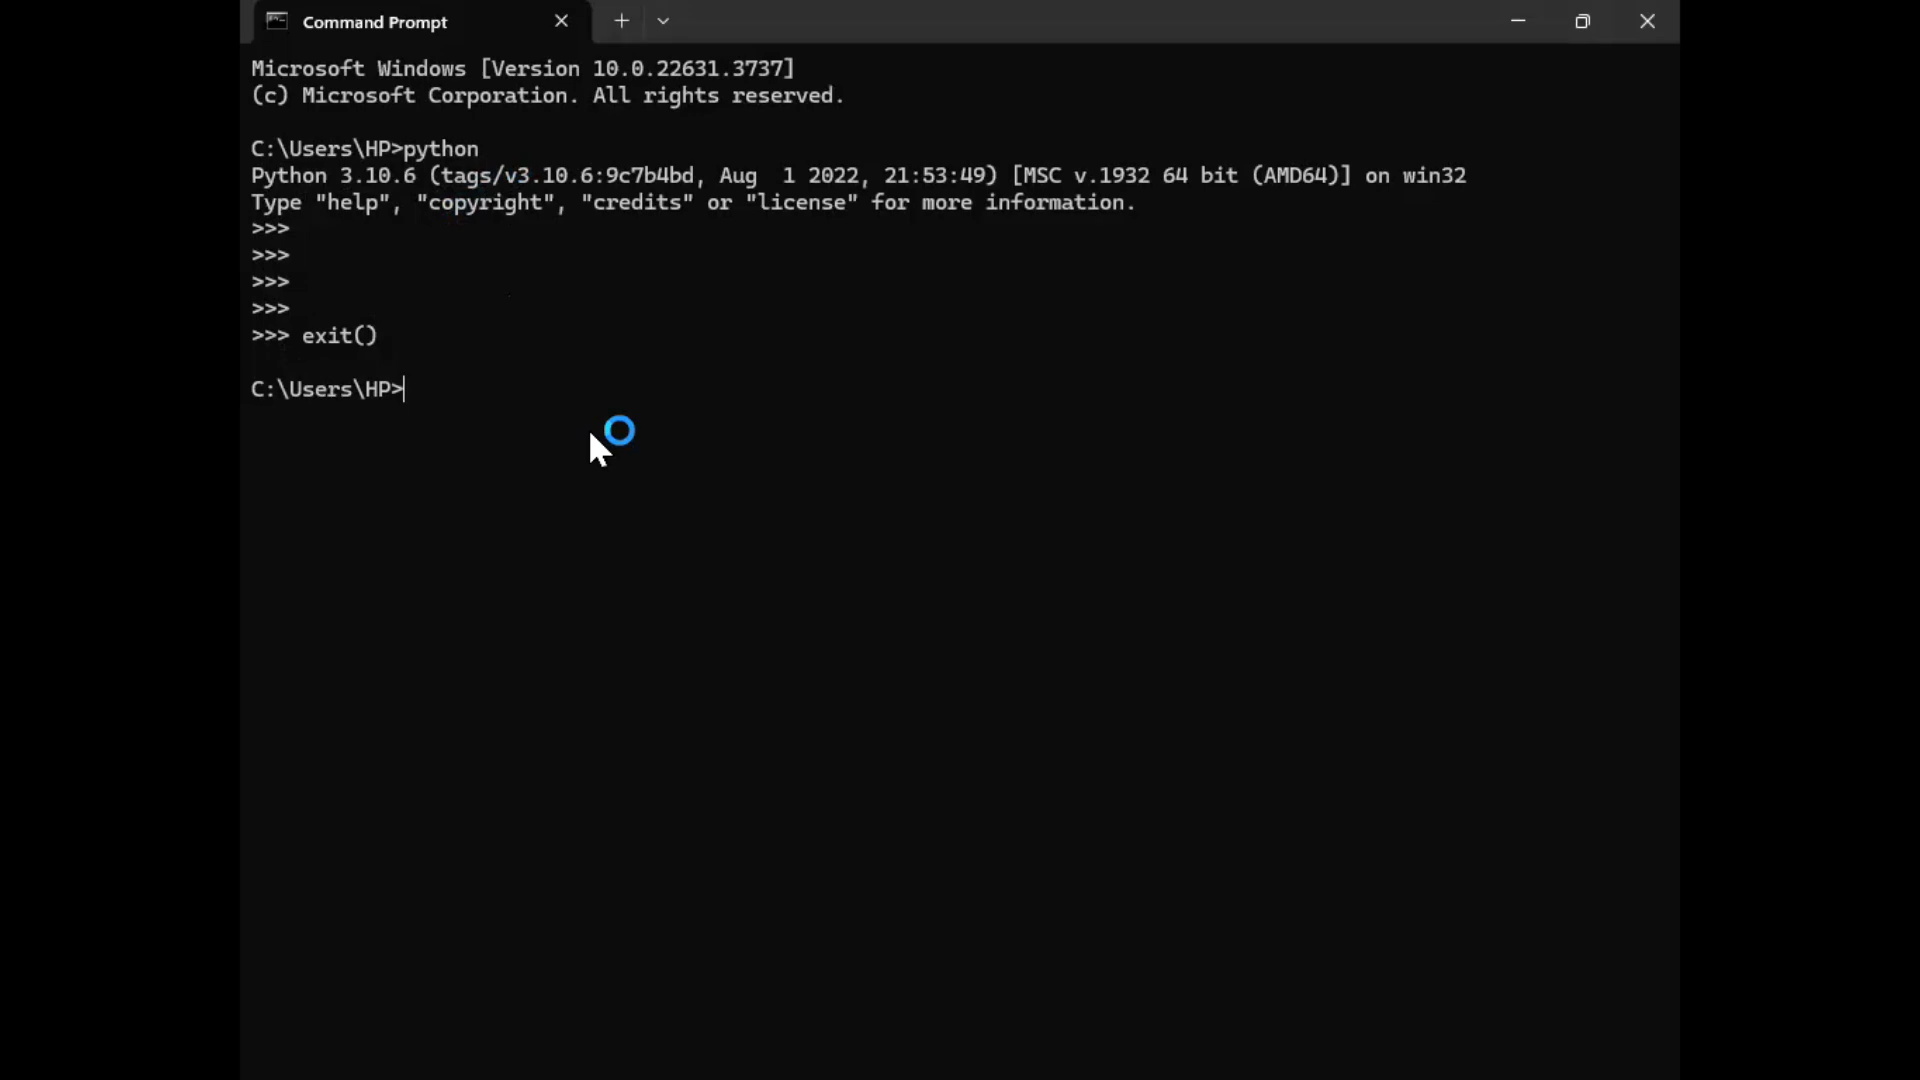 Command Prompt
Microsoft Windows [Version 10.0.22631.3737]
(c) Microsoft Corporation. All rights reserved.
C:\Users\HP>python
Python 3.10.6 (tags/v3.10.6:9c7b4bd, Aug  1 2022, 21:53:49) [MSC v.1932 64 bit (AMD64)] on win32
Type "help", "copyright", "credits" or "license" for more information.
>>>
>>>
>>>
>>>
>>> exit()
C:\Users\HP>